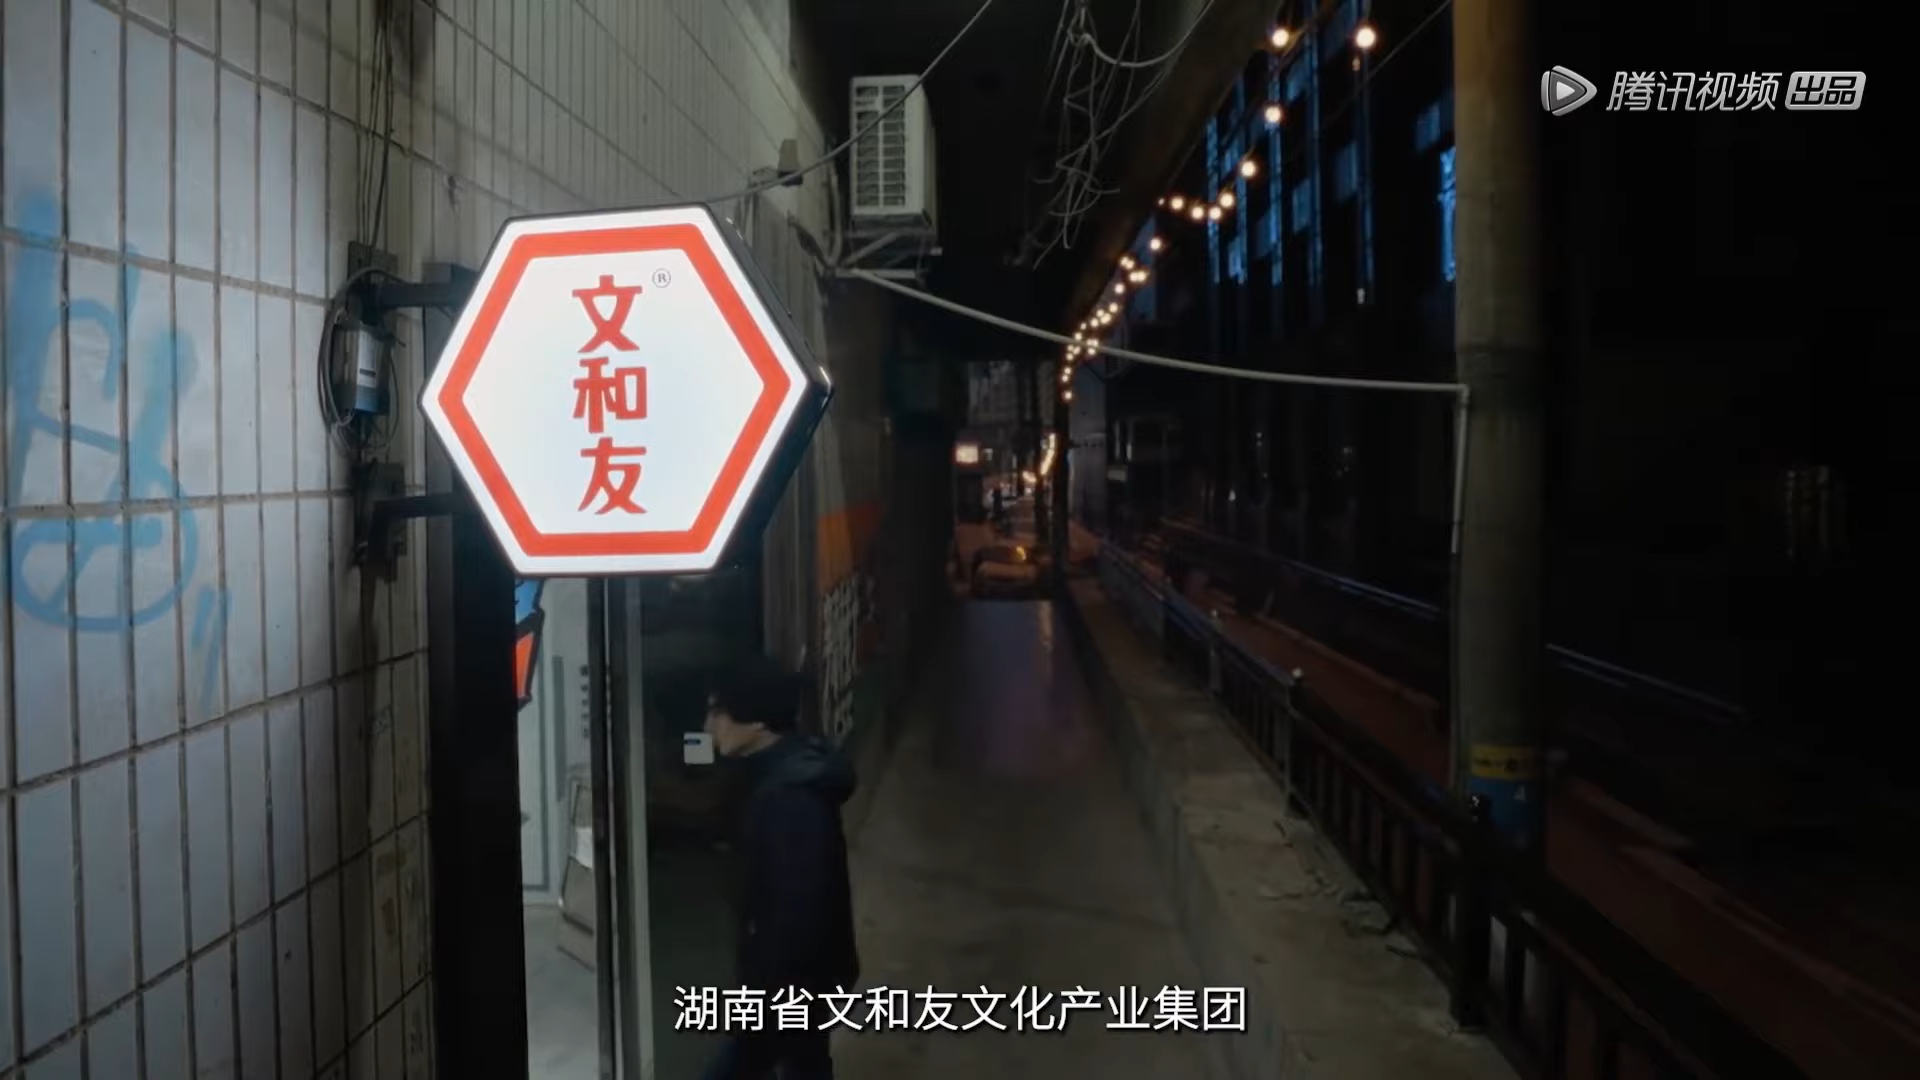 腾讯视频 出品
文和友®
湖南省文和友文化产业集团